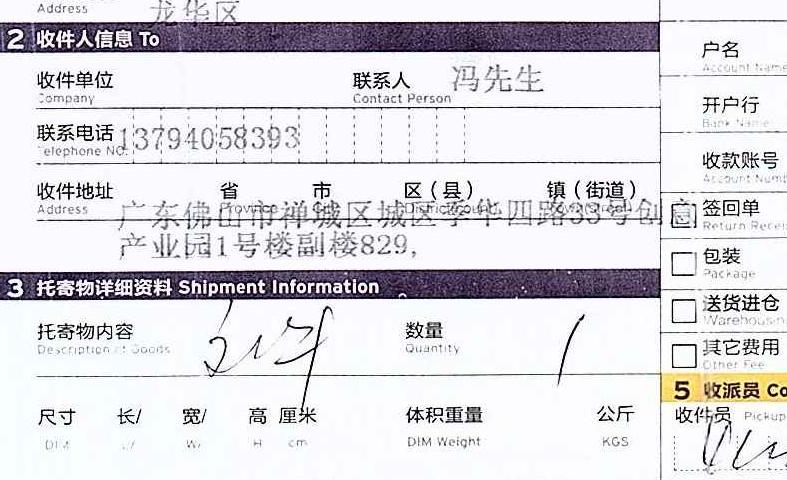 Address 龙华区
2 收件人信息 To
收件单位 联系人 冯先生
Company Contact Person
联系电话 13794058393
Telephone NO.
收件地址 省 市 区（县） 镇（街道）
Address Province City District/County
广东佛山市禅城区城区季华四路33号创意
产业园1号楼副楼829,
3 托寄物详细资料 Shipment Information
托寄物内容 数量 1
Description of Goods Quantity
尺寸 长/ 宽/ 高 厘米 体积重量 公斤
DIM L/ W/ H cm DIM Weight KGS
户名
Account Name
开户行
Bank Name
收款账号
Account Numb
签回单
Return Recei
包装
Package
送货进仓
Warehousin
其它费用
Other Fee
5 收派员 Co
收件员 Pickup